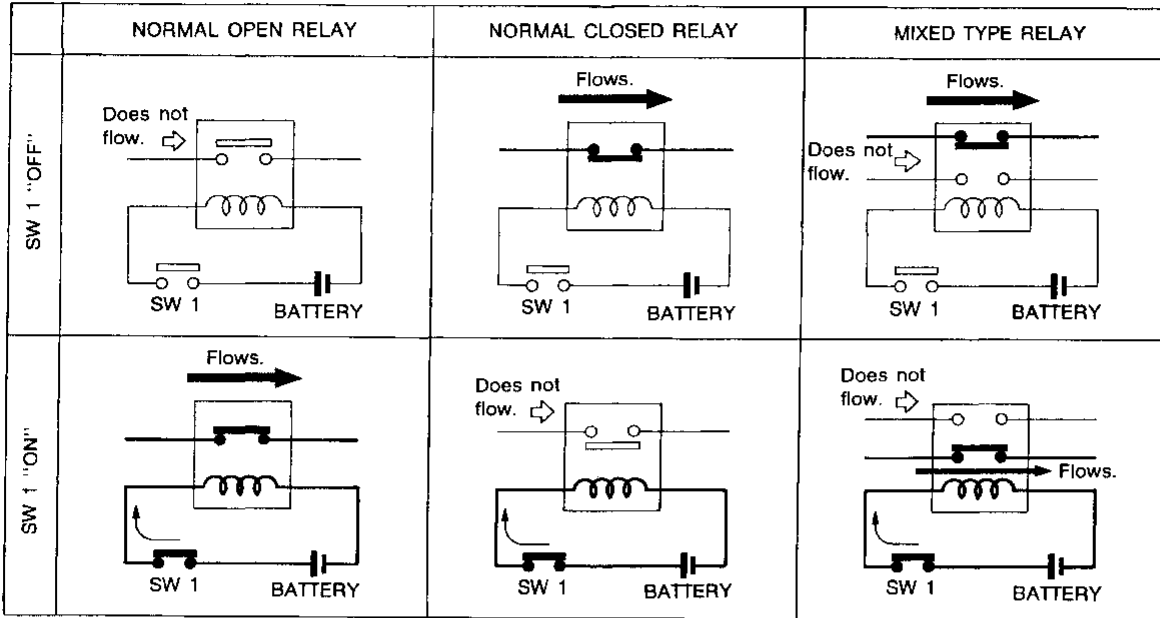 NORMAL OPEN RELAY
NORMAL CLOSED RELAY
MIXED TYPE RELAY
SW 1 "OFF"
Does not
flow.
SW 1
BATTERY
Flows.
SW 1
BATTERY
Flows.
Does not
flow.
SW 1
BATTERY
SW 1 "ON"
Flows.
SW 1
BATTERY
Does not
flow.
SW 1
BATTERY
Does not
flow.
Flows.
SW 1
BATTERY